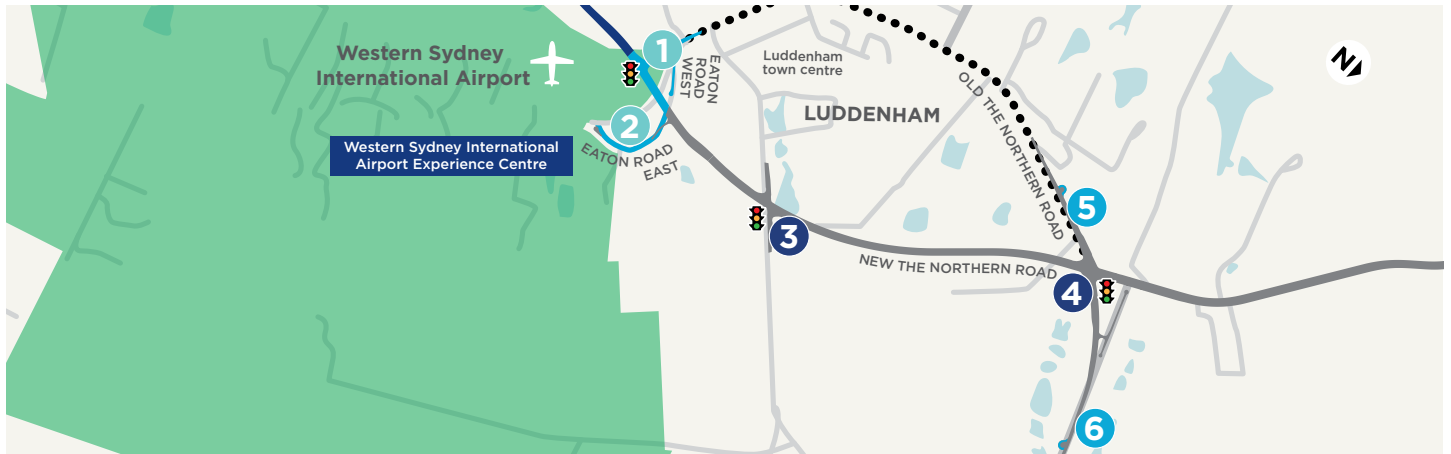 Western Sydney
International Airport
1
EATON
ROAD
WEST
Luddenham
town centre
N
OLD THE NORTHERN ROAD
LUDDENHAM
2
Western Sydney International
Airport Experience Centre
EATON ROAD
EAST
5
3
NEW THE NORTHERN ROAD
4
6